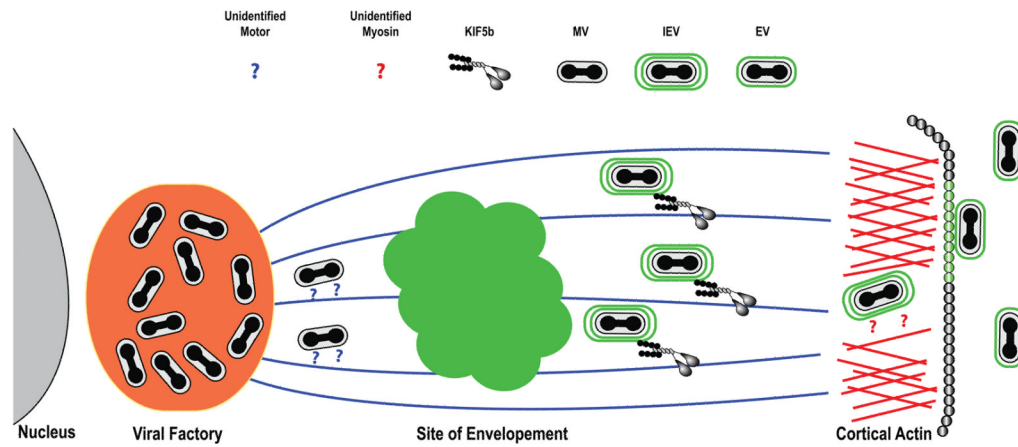 Unidentified Motor
Unidentified Myosin
KIF5b
MV
IEV
EV
?
?
? ?
? ?
? ?
Nucleus
Viral Factory
Site of Envelopement
Cortical Actin